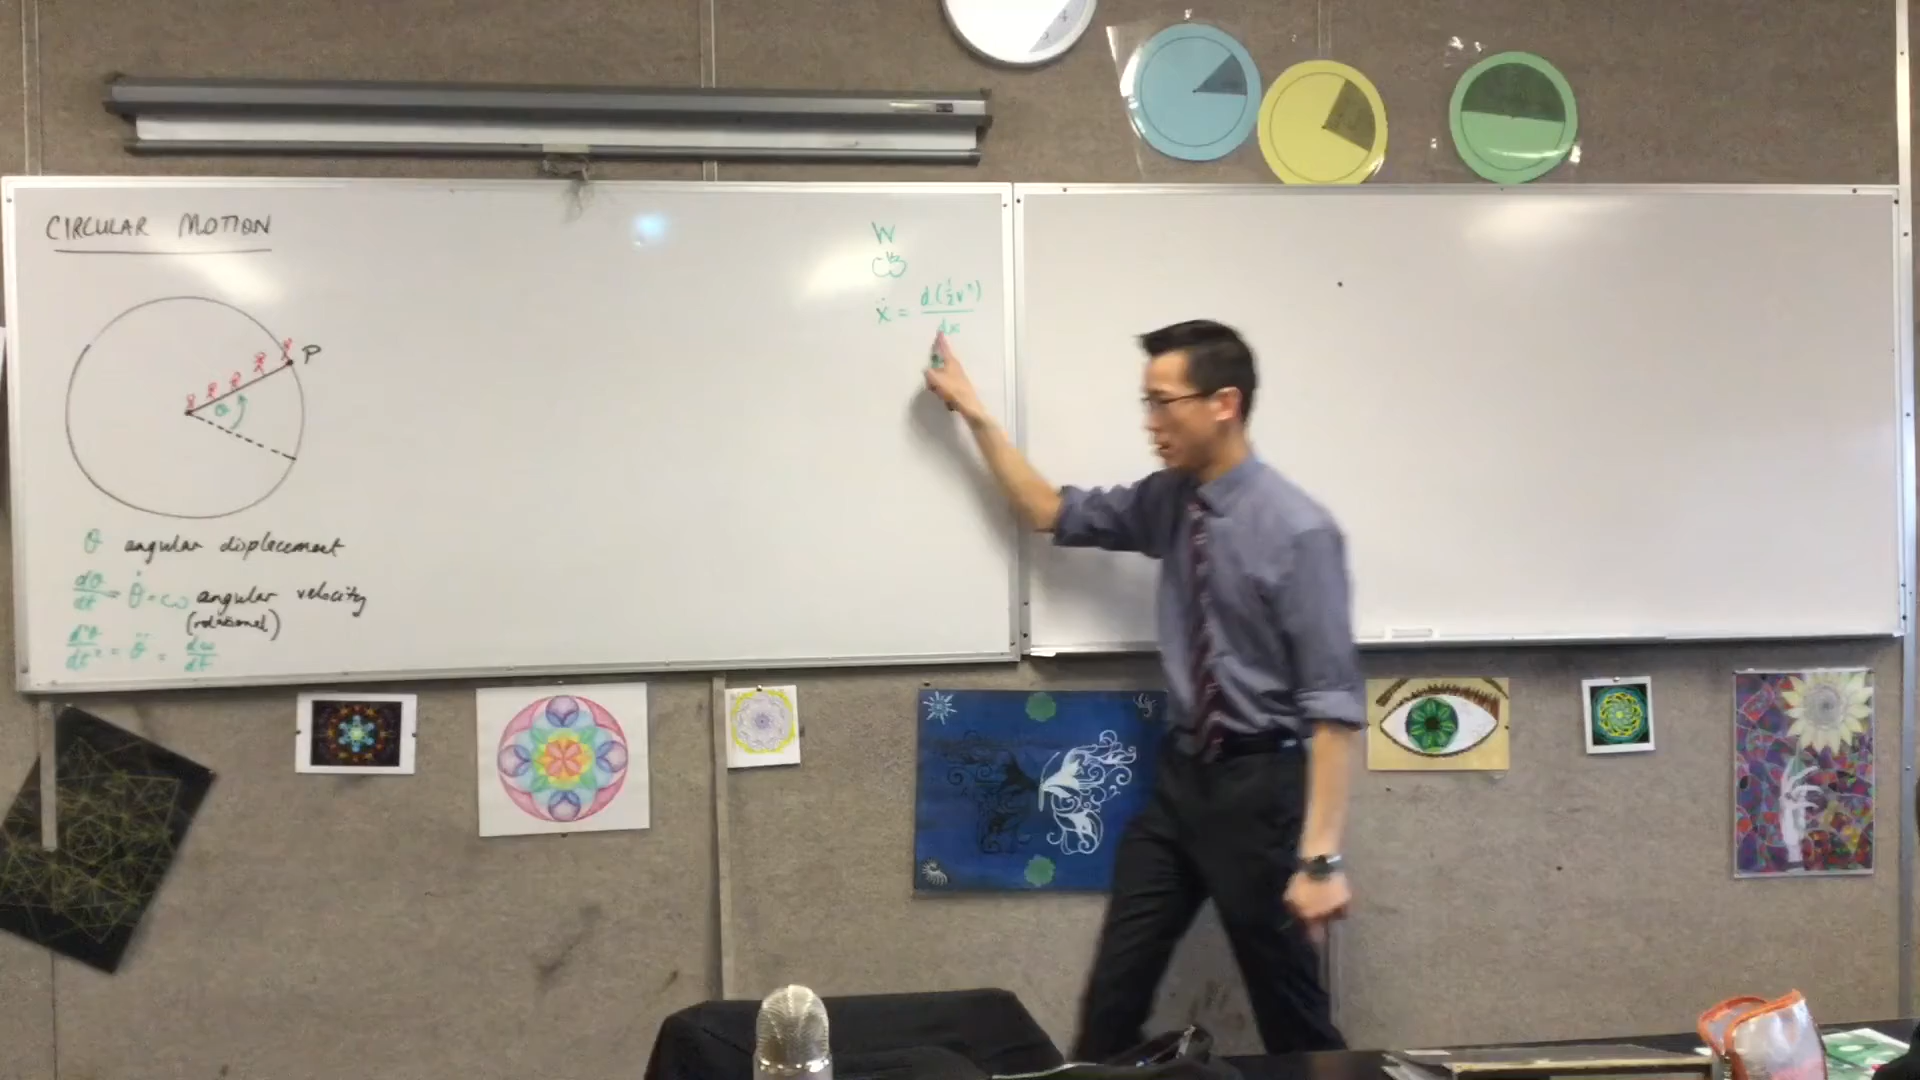 CIRCULAR MOTION
P
θ
θ angular displacement
dθ/dt = θ̇ = ω angular velocity
(rotational)
d²θ/dt² = θ̈ = dω/dt
W
ẍ = d(½v²)/dx